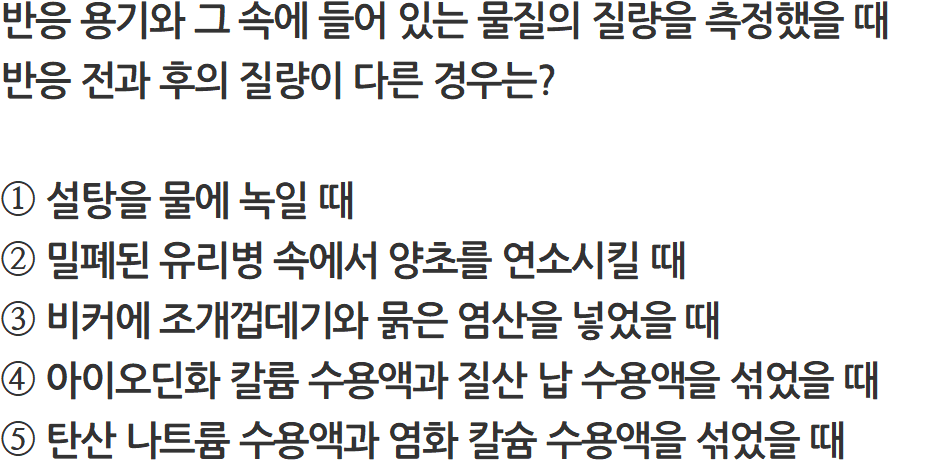 반응 용기와 그 속에 들어 있는 물질의 질량을 측정했을 때
반응 전과 후의 질량이 다른 경우는?
① 설탕을 물에 녹일 때
② 밀폐된 유리병 속에서 양초를 연소시킬 때
③ 비커에 조개껍데기와 묽은 염산을 넣었을 때
④ 아이오딘화 칼륨 수용액과 질산 납 수용액을 섞었을 때
⑤ 탄산 나트륨 수용액과 염화 칼슘 수용액을 섞었을 때